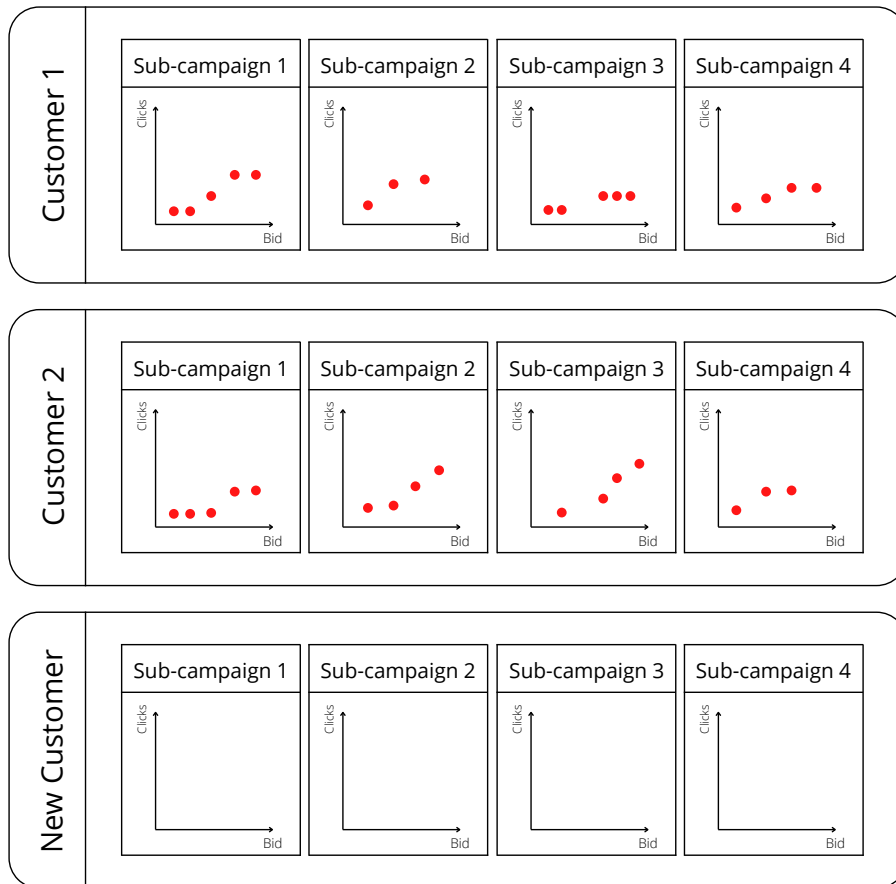 Customer 1
Sub-campaign 1
Clicks
Bid
Sub-campaign 2
Clicks
Bid
Sub-campaign 3
Clicks
Bid
Sub-campaign 4
Clicks
Bid
Customer 2
Sub-campaign 1
Clicks
Bid
Sub-campaign 2
Clicks
Bid
Sub-campaign 3
Clicks
Bid
Sub-campaign 4
Clicks
Bid
New Customer
Sub-campaign 1
Clicks
Bid
Sub-campaign 2
Clicks
Bid
Sub-campaign 3
Clicks
Bid
Sub-campaign 4
Clicks
Bid